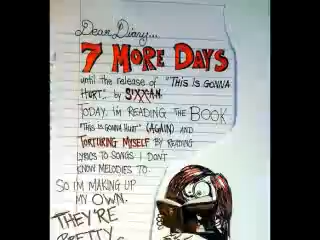 Dear Diary...
7 MORE DAYS
until the release of "THIS IS GONNA
HURT" by SIXX:A.M.
TODAY, I'M READING THE BOOK
"THIS IS GONNA HURT" (AGAIN) AND
TORTURING MYSELF BY READING
LYRICS TO SONGS I DONT
KNOW MELODIES TO.
SO I'M MAKING UP
MY OWN.
THEY'RE
PRETTY